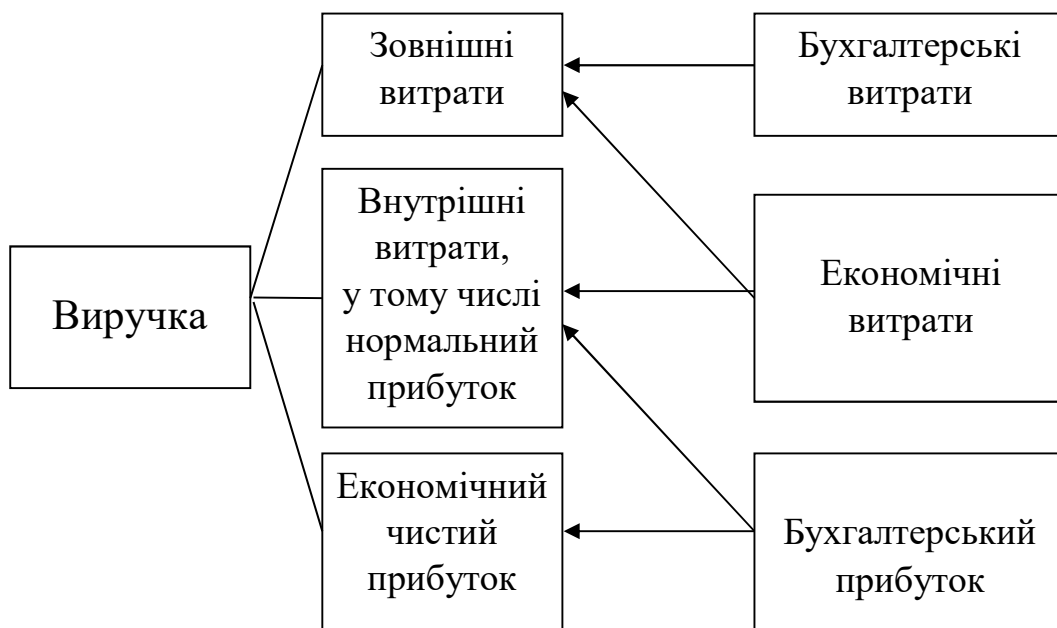 Зовнішні
витрати
Бухгалтерські
витрати
Внутрішні
витрати,
у тому числі
нормальний
прибуток
Виручка
Економічні
витрати
Економічний
чистий
прибуток
Бухгалтерський
прибуток